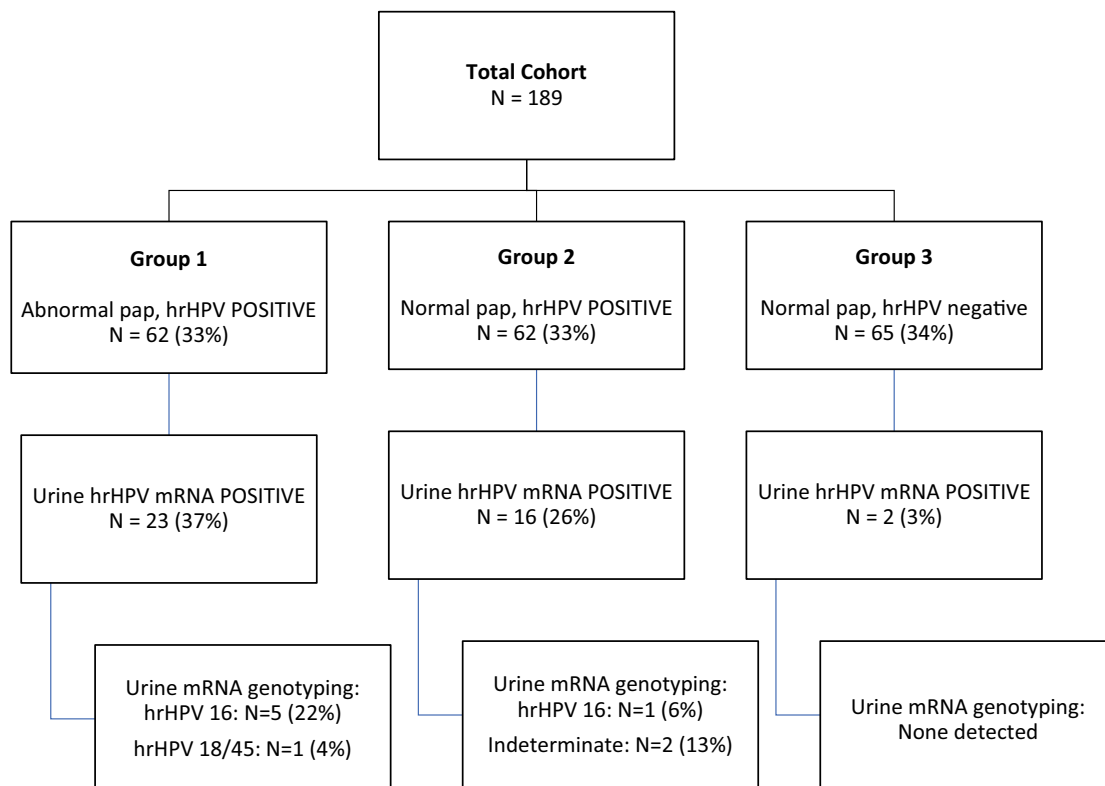 Total Cohort
N = 189
Group 1
Abnormal pap, hrHPV POSITIVE
N = 62 (33%)
Group 2
Normal pap, hrHPV POSITIVE
N = 62 (33%)
Group 3
Normal pap, hrHPV negative
N = 65 (34%)
Urine hrHPV mRNA POSITIVE
N = 23 (37%)
Urine hrHPV mRNA POSITIVE
N = 16 (26%)
Urine hrHPV mRNA POSITIVE
N = 2 (3%)
Urine mRNA genotyping:
hrHPV 16: N=5 (22%)
hrHPV 18/45: N=1 (4%)
Urine mRNA genotyping:
hrHPV 16: N=1 (6%)
Indeterminate: N=2 (13%)
Urine mRNA genotyping:
None detected